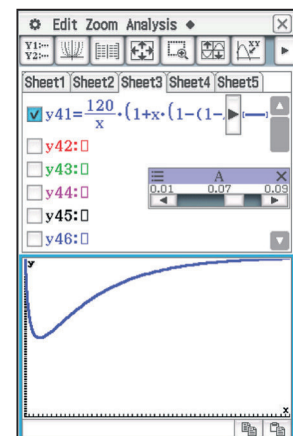 Edit Zoom Analysis
Y1:… 
Y2:…
XY
Sheet1 Sheet2 Sheet3 Sheet4 Sheet5
y41=120/x·(1+x·(1-(1-
y42:▯
y43:▯
y44:▯
y45:▯
y46:▯
A
0.01 0.07 0.09
y
x